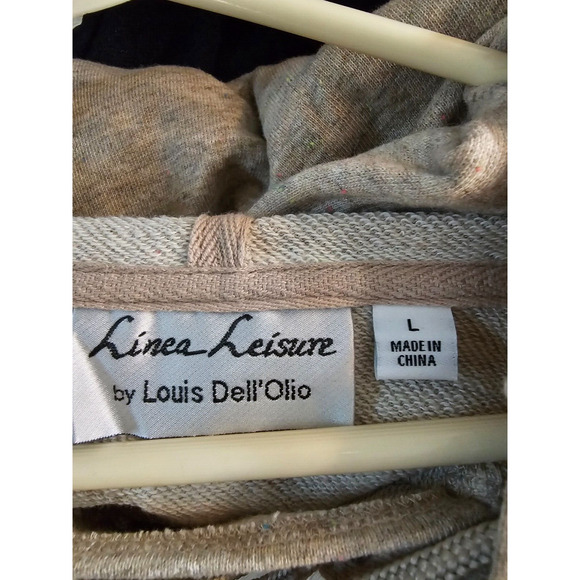 Linea Leisure
by Louis Dell'Olio
L
MADE IN
CHINA